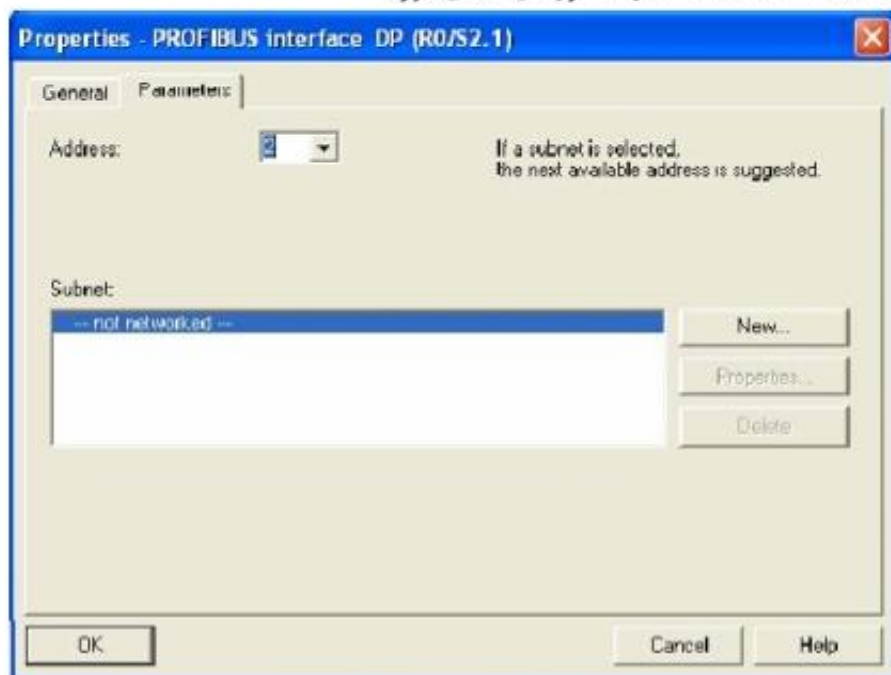 Properties - PROFIBUS interface DP (R0/S2.1)
General
Parameters
Address:
2
If a subnet is selected,
the next available address is suggested.
Subnet:
--- not networked ---
New...
Properties...
Delete
OK
Cancel
Help